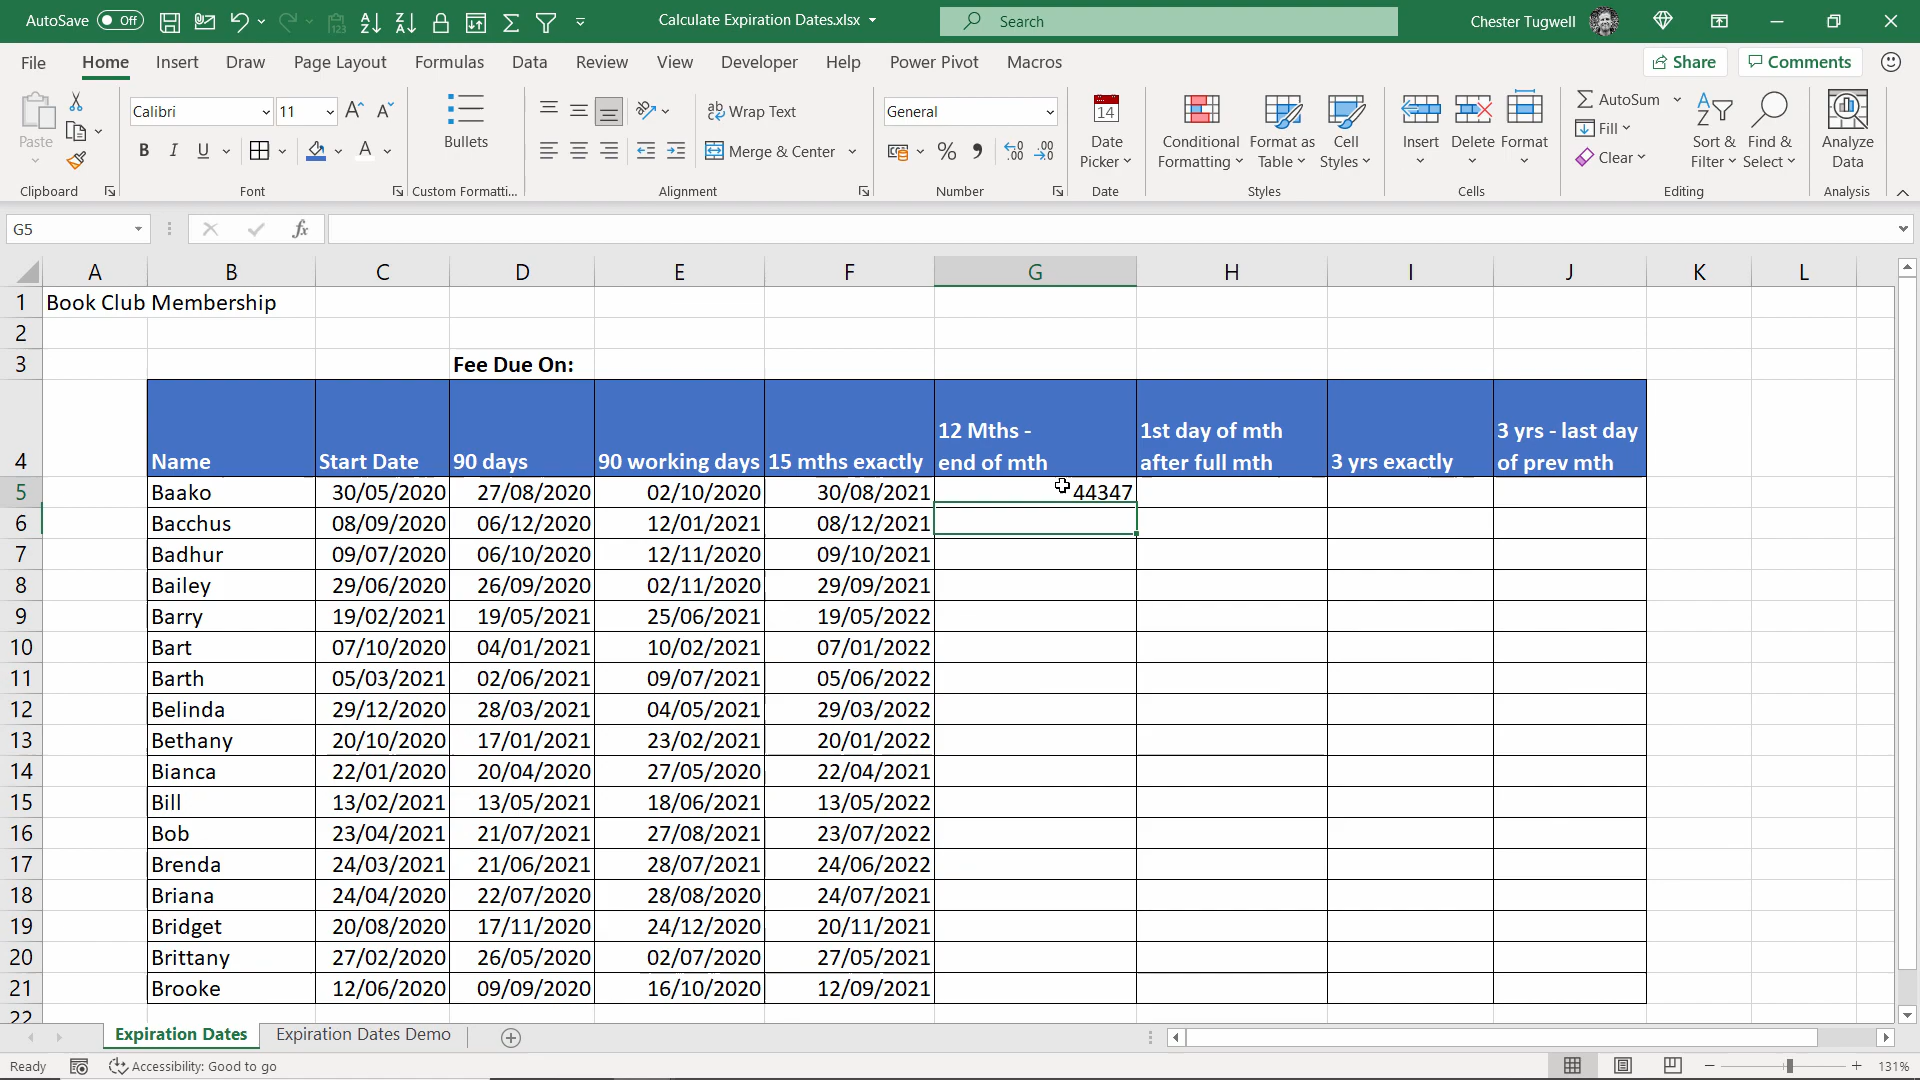 AutoSave Off Calculate Expiration Dates.xlsx Search Chester Tugwell
File Home Insert Draw Page Layout Formulas Data Review View Developer Help Power Pivot Macros Share Comments
Paste Calibri 11 B I U Bullets Wrap Text Merge & Center General % Date Picker Conditional Formatting Format as Table Cell Styles Insert Delete Format AutoSum Fill Clear Sort & Filter Find & Select Analyze Data
Clipboard Font Custom Formatti... Alignment Number Date Styles Cells Editing Analysis
G5 fx
A B C D E F G H I J K L
1 Book Club Membership
2
3 Fee Due On:
4 Name Start Date 90 days 90 working days 15 mths exactly 12 Mths - end of mth 1st day of mth after full mth 3 yrs exactly 3 yrs - last day of prev mth
5 Baako 30/05/2020 27/08/2020 02/10/2020 30/08/2021 44347
6 Bacchus 08/09/2020 06/12/2020 12/01/2021 08/12/2021
7 Badhur 09/07/2020 06/10/2020 12/11/2020 09/10/2021
8 Bailey 29/06/2020 26/09/2020 02/11/2020 29/09/2021
9 Barry 19/02/2021 19/05/2021 25/06/2021 19/05/2022
10 Bart 07/10/2020 04/01/2021 10/02/2021 07/01/2022
11 Barth 05/03/2021 02/06/2021 09/07/2021 05/06/2022
12 Belinda 29/12/2020 28/03/2021 04/05/2021 29/03/2022
13 Bethany 20/10/2020 17/01/2021 23/02/2021 20/01/2022
14 Bianca 22/01/2020 20/04/2020 27/05/2020 22/04/2021
15 Bill 13/02/2021 13/05/2021 18/06/2021 13/05/2022
16 Bob 23/04/2021 21/07/2021 27/08/2021 23/07/2022
17 Brenda 24/03/2021 21/06/2021 28/07/2021 24/06/2022
18 Briana 24/04/2020 22/07/2020 28/08/2020 24/07/2021
19 Bridget 20/08/2020 17/11/2020 24/12/2020 20/11/2021
20 Brittany 27/02/2020 26/05/2020 02/07/2020 27/05/2021
21 Brooke 12/06/2020 09/09/2020 16/10/2020 12/09/2021
22
Expiration Dates Expiration Dates Demo
Ready Accessibility: Good to go 131%